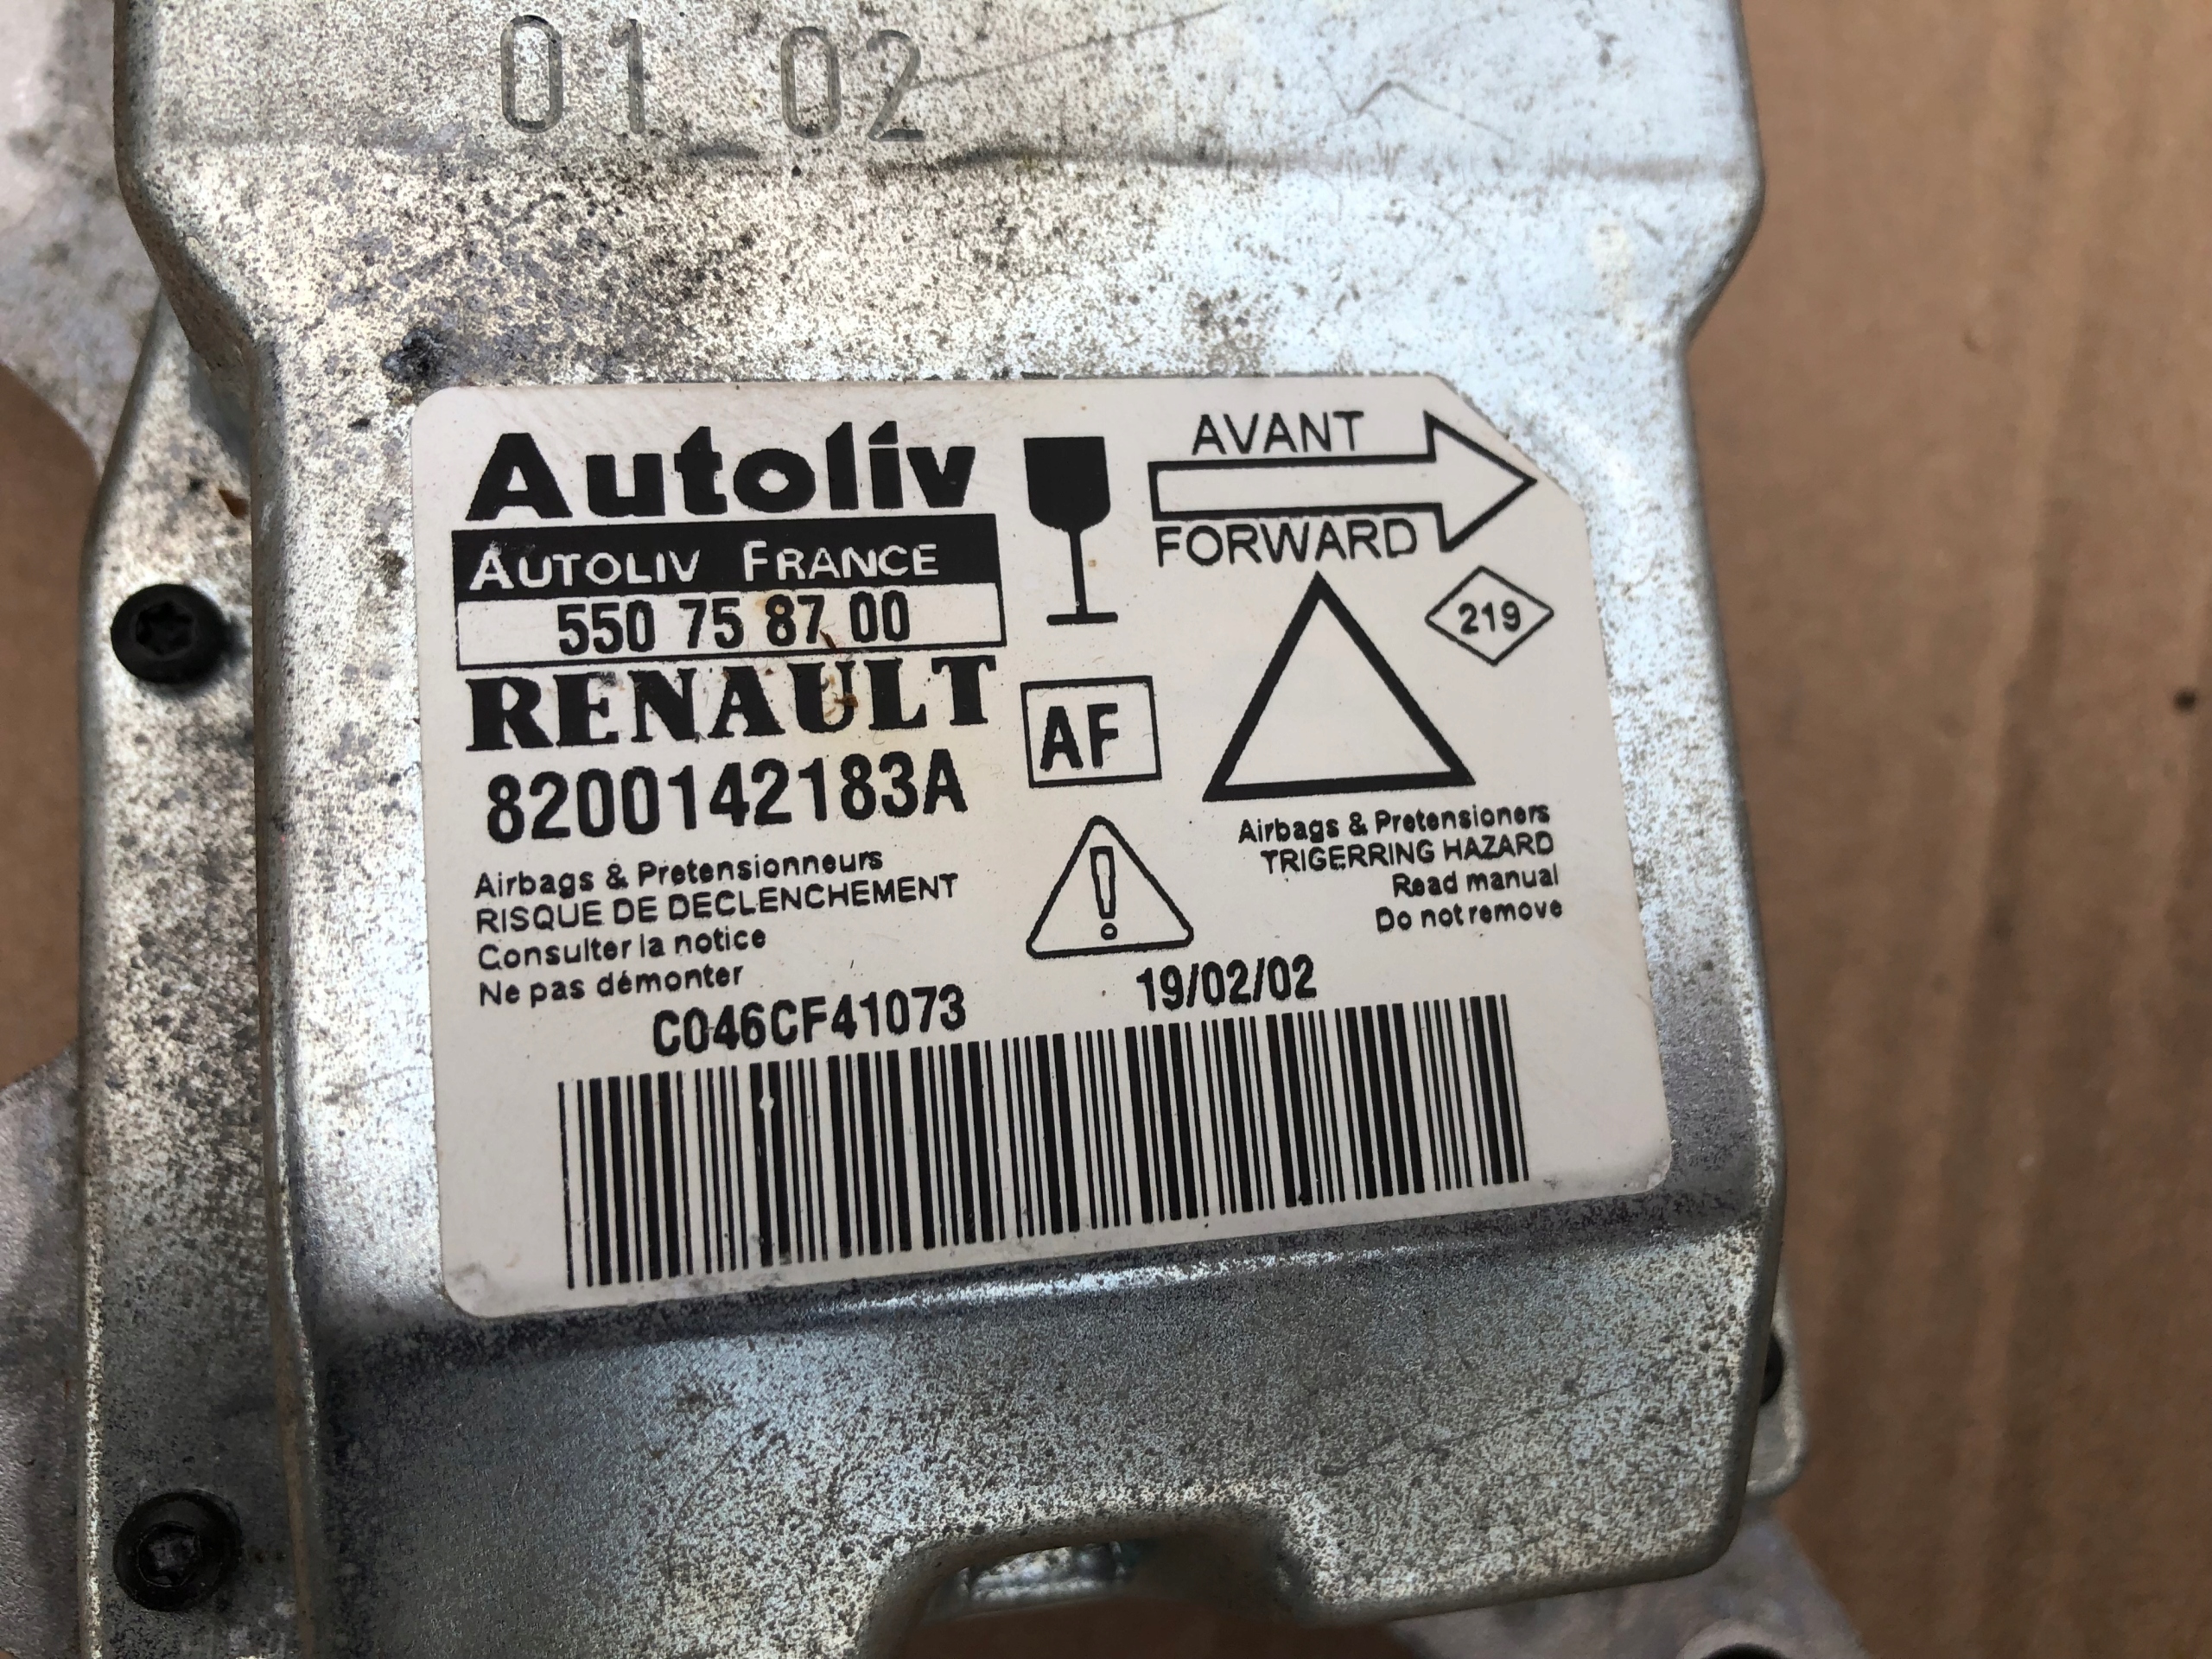 01 02
Autoliv
AUTOLIV FRANCE
550 75 87 00
RENAULT
8200142183A
AVANT
FORWARD
219
AF
Airbags & Pretensionneurs
RISQUE DE DECLENCHEMENT
Consulter la notice
Ne pas démonter
Airbags & Pretensioners
TRIGERRING HAZARD
Read manual
Do not remove
C046CF41073
19/02/02